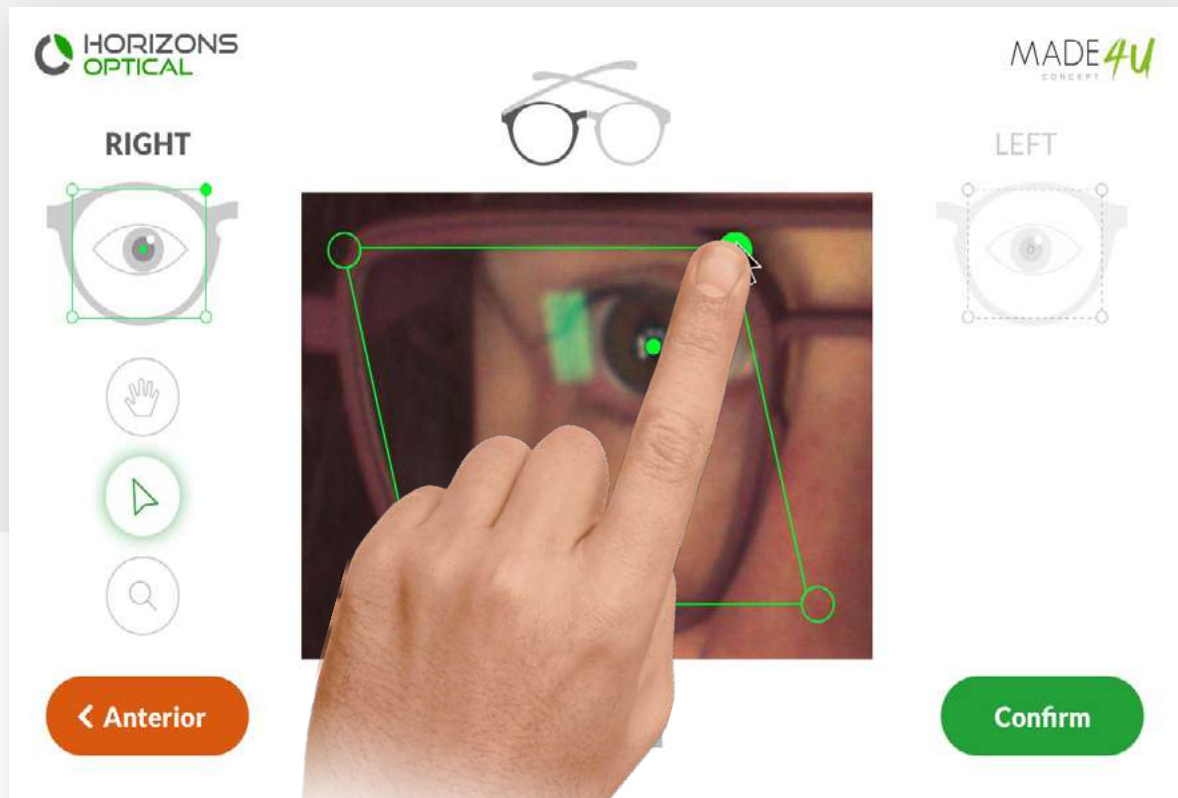 HORIZONS
OPTICAL
MADE4U
CONCEPT
RIGHT
LEFT
Anterior
Confirm